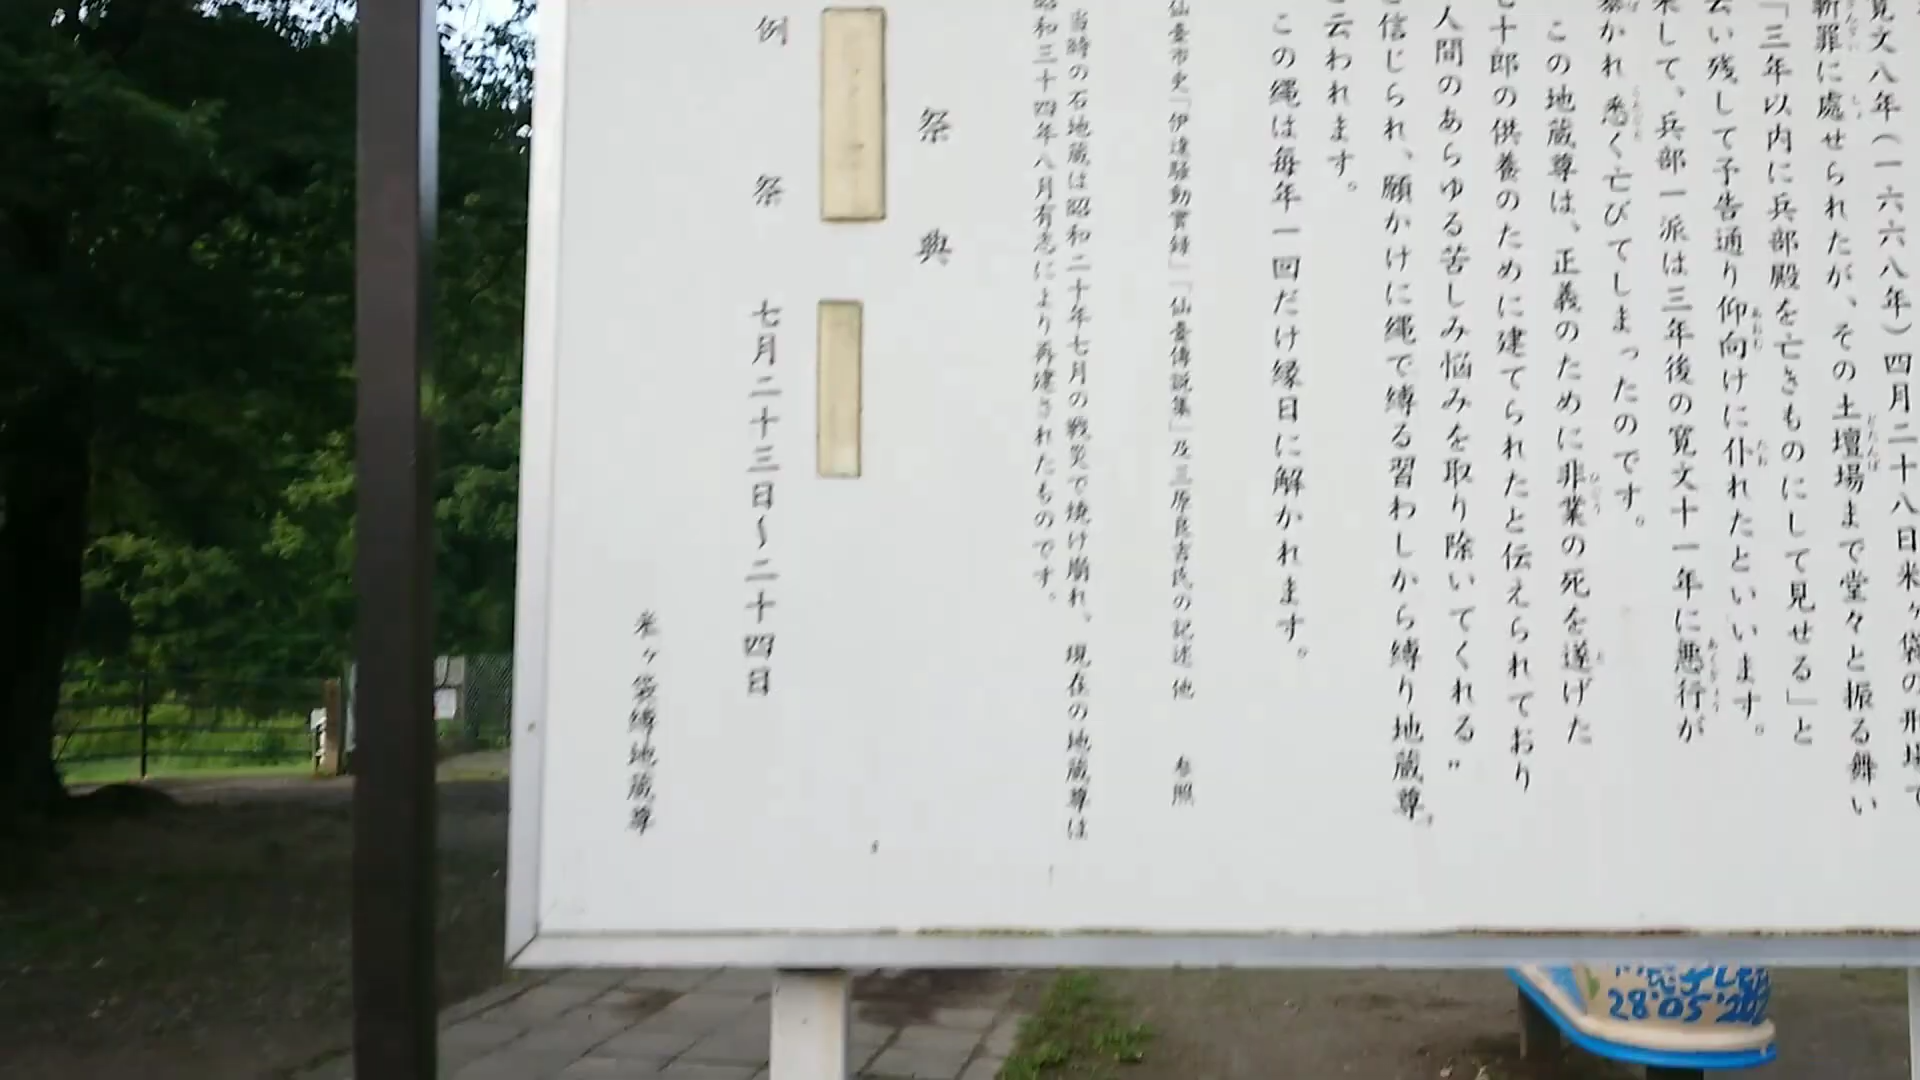 寛文八年（一六六八年）四月二十八日米ヶ袋の刑場で
斬罪に處せられたが、その土壇場まで堂々と振る舞い
「三年以内に兵部殿を亡きものにして見せる」と
云い残して予告通り仰向けに仆れたといいます。
果して、兵部一派は三年後の寛文十一年に悪行が
暴かれ悉く亡びてしまったのです。
この地蔵尊は、正義のために非業の死を遂げた
七十郎の供養のために建てられたと伝えられており
人間のあらゆる苦しみ悩みを取り除いてくれる”
と信じられ、願かけに縄で縛る習わしから縛り地蔵尊
と云われます。
この縄は毎年一回だけ縁日に解かれます。
仙臺市史「伊達騒動實録」「仙臺傳説集」及三原良吉氏の記述他　参照
当時の石地蔵は昭和二十年七月の戦災で焼け崩れ、現在の地蔵尊は
昭和三十四年八月有志により再建されたものです。
祭典
例祭　七月二十三日〜二十四日
米ヶ袋縛地蔵尊
28.05.202